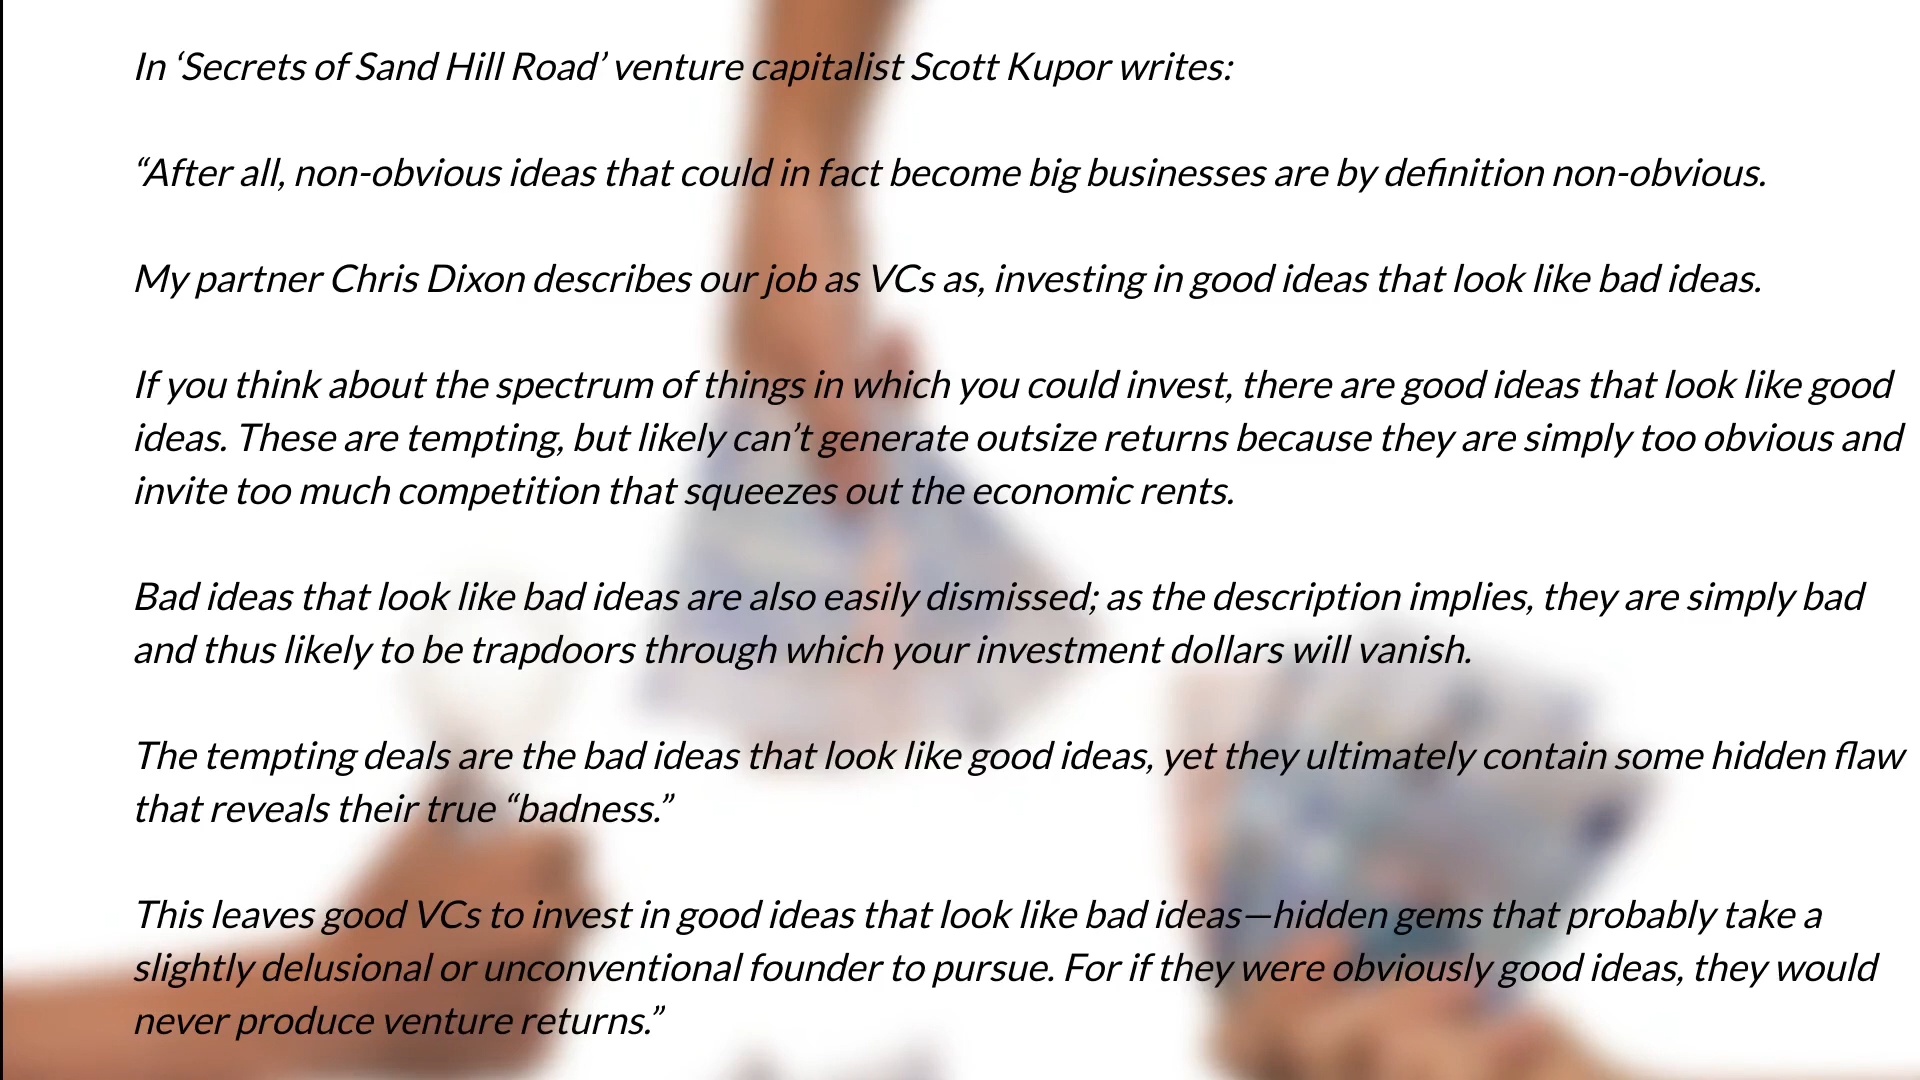 In ‘Secrets of Sand Hill Road’ venture capitalist Scott Kupor writes:
“After all, non-obvious ideas that could in fact become big businesses are by definition non-obvious.
My partner Chris Dixon describes our job as VCs as, investing in good ideas that look like bad ideas.
If you think about the spectrum of things in which you could invest, there are good ideas that look like good
ideas. These are tempting, but likely can’t generate outsize returns because they are simply too obvious and
invite too much competition that squeezes out the economic rents.
Bad ideas that look like bad ideas are also easily dismissed; as the description implies, they are simply bad
and thus likely to be trapdoors through which your investment dollars will vanish.
The tempting deals are the bad ideas that look like good ideas, yet they ultimately contain some hidden flaw
that reveals their true “badness.”
This leaves good VCs to invest in good ideas that look like bad ideas—hidden gems that probably take a
slightly delusional or unconventional founder to pursue. For if they were obviously good ideas, they would
never produce venture returns.”